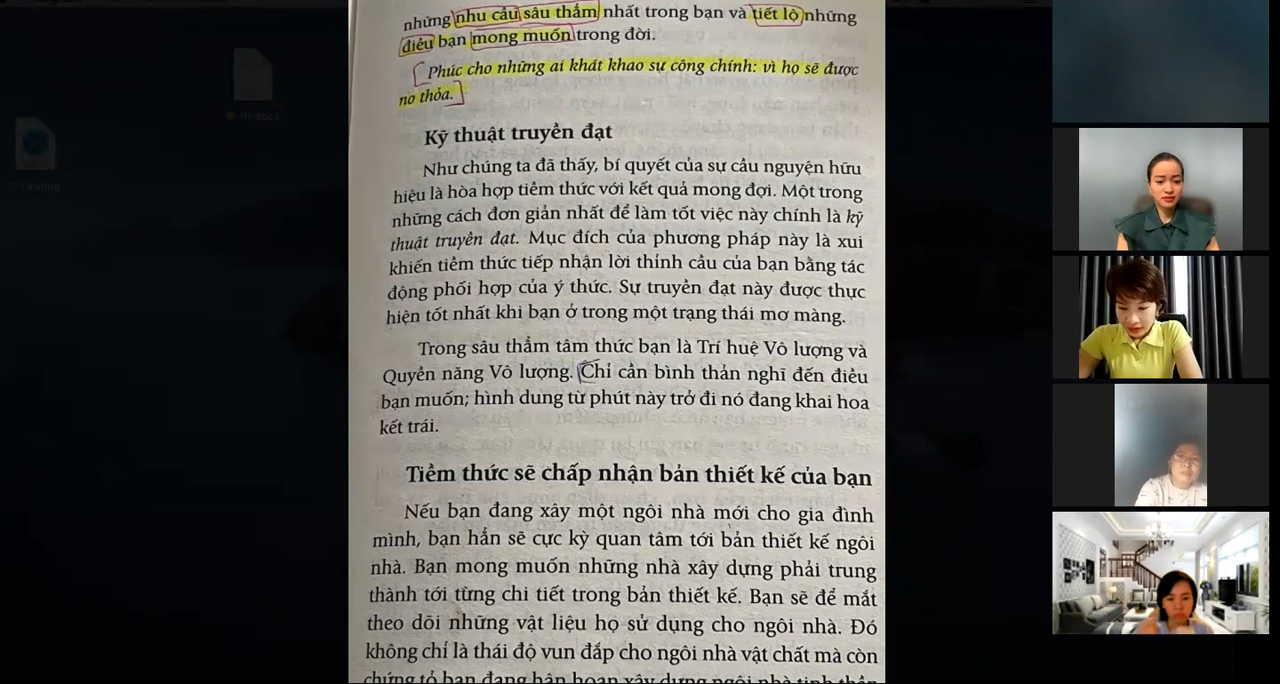 những nhu cầu sâu thẳm nhất trong bạn và tiết lộ những
điều bạn mong muốn trong đời.
Phúc cho những ai khát khao sự công chính: vì họ sẽ được
no thỏa.
Kỹ thuật truyền đạt
Như chúng ta đã thấy, bí quyết của sự cầu nguyện hữu
hiệu là hòa hợp tiềm thức với kết quả mong đợi. Một trong
những cách đơn giản nhất để làm tốt việc này chính là kỹ
thuật truyền đạt. Mục đích của phương pháp này là xui
khiến tiềm thức tiếp nhận lời thỉnh cầu của bạn bằng tác
động phối hợp của ý thức. Sự truyền đạt này được thực
hiện tốt nhất khi bạn ở trong một trạng thái mơ màng.
Trong sâu thẳm tâm thức bạn là Trí huệ Vô lượng và
Quyền năng Vô lượng. Chỉ cần bình thản nghĩ đến điều
bạn muốn; hình dung từ phút này trở đi nó đang khai hoa
kết trái.
Tiềm thức sẽ chấp nhận bản thiết kế của bạn
Nếu bạn đang xây một ngôi nhà mới cho gia đình
mình, bạn hẳn sẽ cực kỳ quan tâm tới bản thiết kế ngôi
nhà. Bạn mong muốn những nhà xây dựng phải trung
thành tới từng chi tiết trong bản thiết kế. Bạn sẽ để mắt
theo dõi những vật liệu họ sử dụng cho ngôi nhà. Đó
không chỉ là thái độ vun đắp cho ngôi nhà vật chất mà còn
chứng tỏ bạn đang hân hoan xây dựng ngôi nhà tinh thần